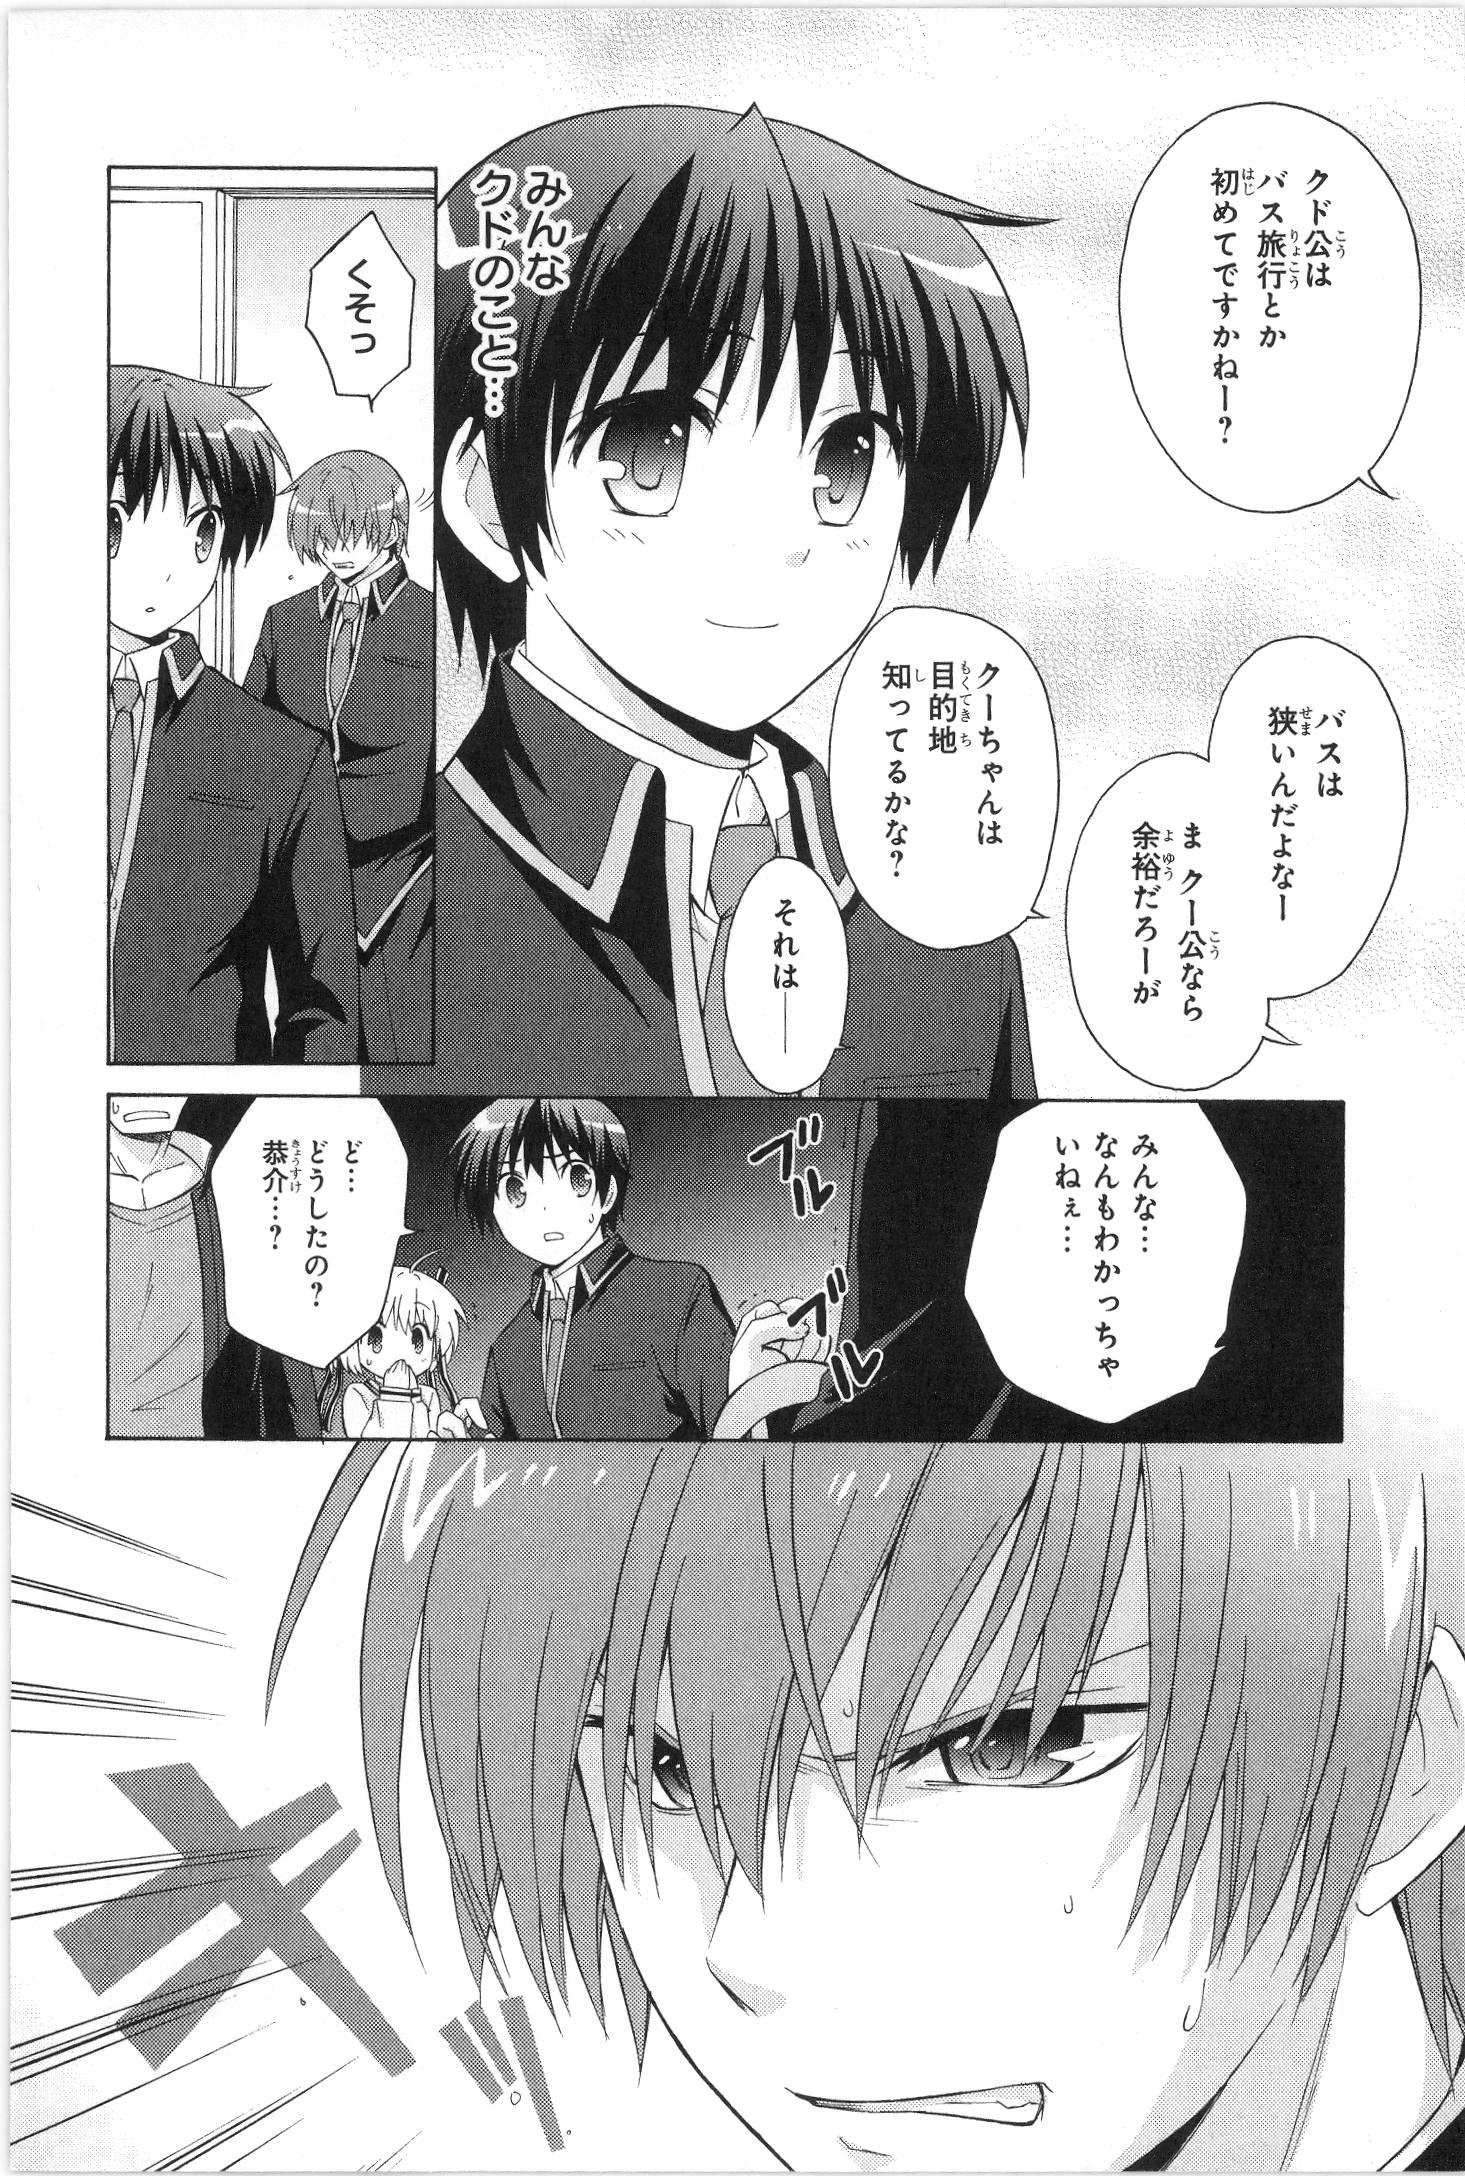 クド公は
バス旅行とか
初めてですかねー?
バスは
狭いんだよなー
ま クー公なら
余裕だろーが
クーちゃんは
目的地
知ってるかな?
それは――
みんな
クドのこと…
くそっ
みんな…
なんもわかっちゃ
いねぇ…
ブル
ブル
ど…
どうしたの?
恭介…?
ギッ